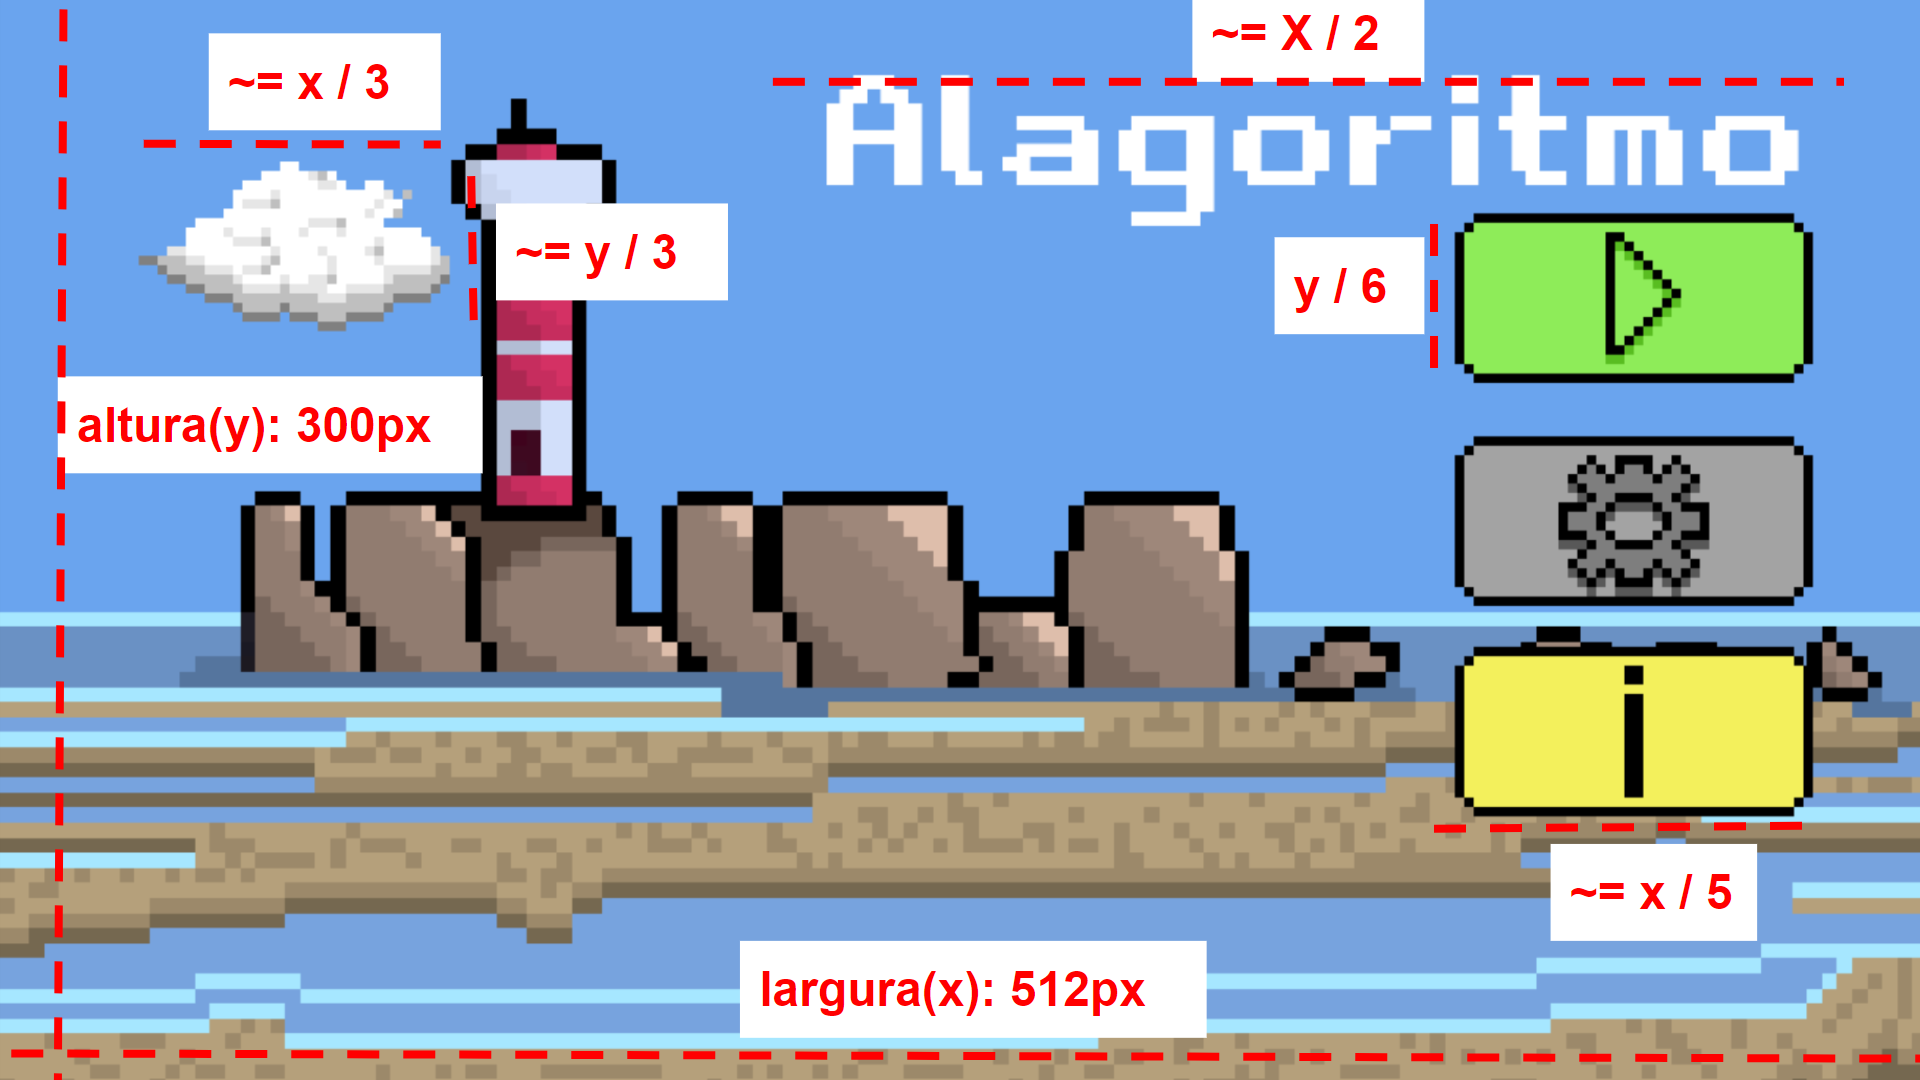 ~= X / 2
~= x / 3
Alagoritmo
~= y / 3
y / 6
altura(y): 300px
i
~= x / 5
largura(x): 512px